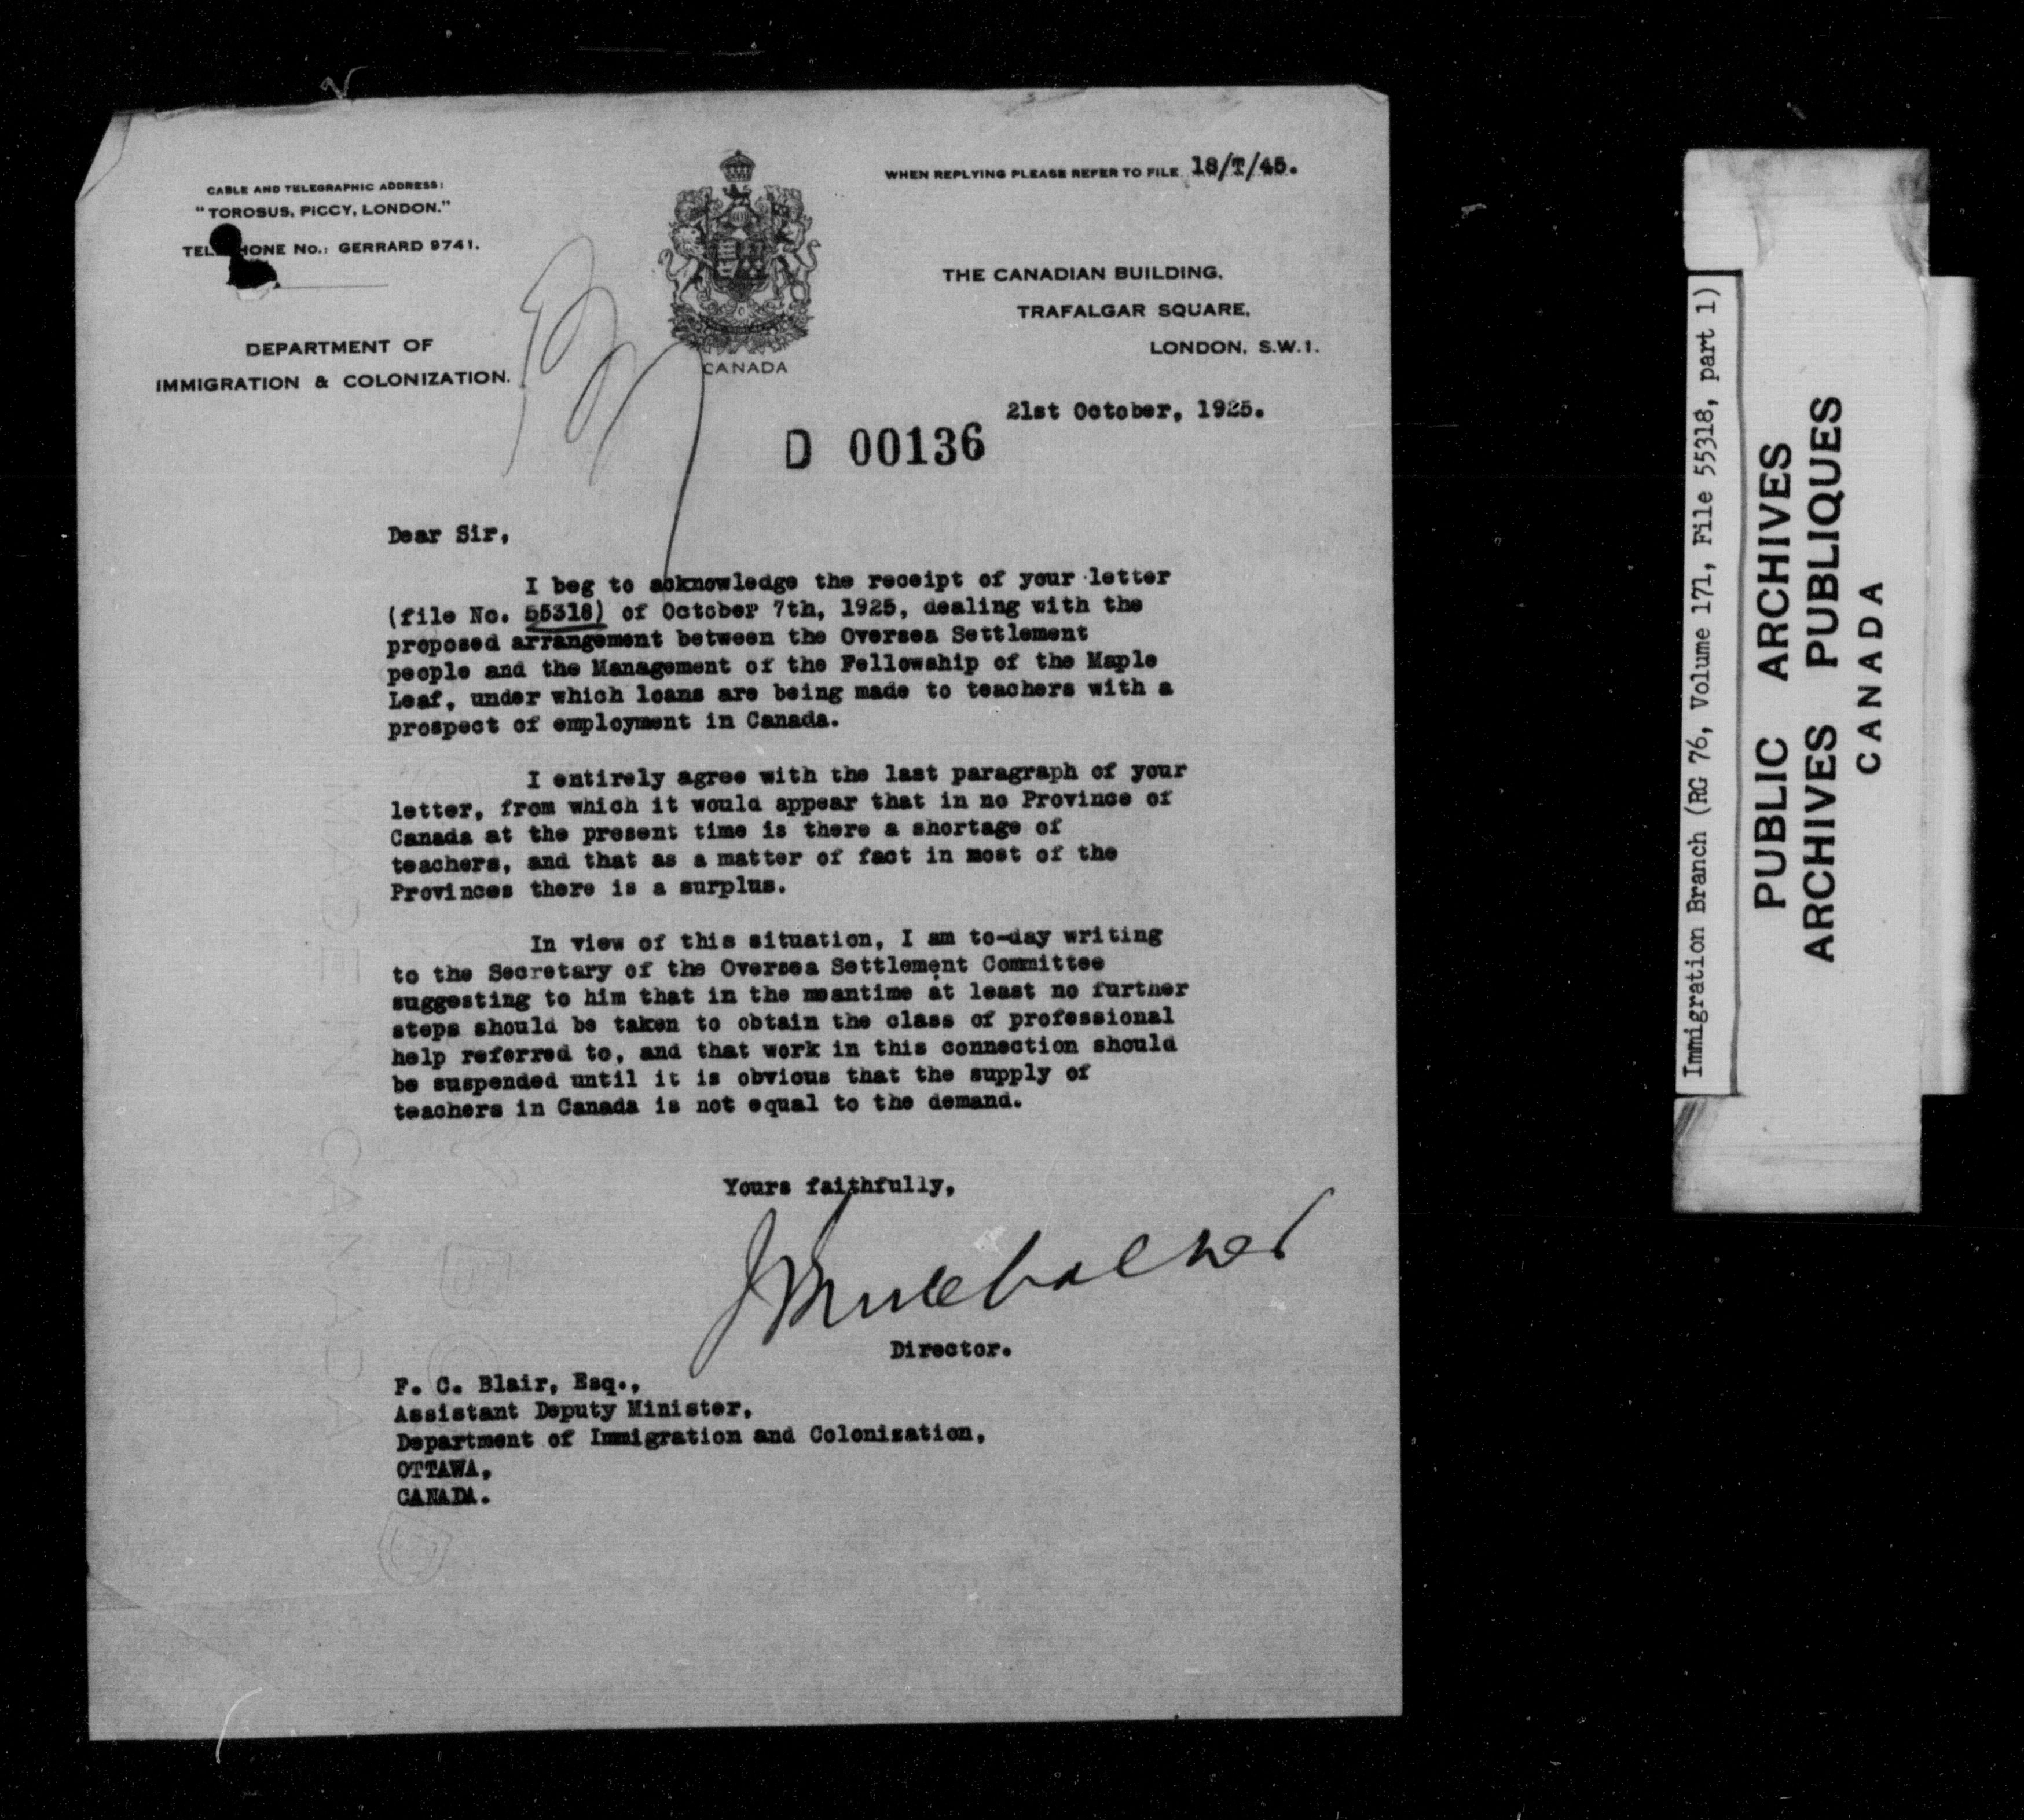 CABLE AND TELEGRAPHIC ADDRESS:
"TOROSUS, PICCY, LONDON."
TEL HONE No.: GERRARD 9741.
DEPARTMENT OF
IMMIGRATION & COLONIZATION.
CANADA
WHEN REPLYING PLEASE REFER TO FILE 18/T/45.
THE CANADIAN BUILDING,
TRAFALGAR SQUARE,
LONDON, S.W.1.
21st October, 1925.
D 00136
Dear Sir,
I beg to acknowledge the receipt of your letter
(file No. 55318) of October 7th, 1925, dealing with the
proposed arrangement between the Oversea Settlement
people and the Management of the Fellowship of the Maple
Leaf, under which loans are being made to teachers with a
prospect of employment in Canada.
I entirely agree with the last paragraph of your
letter, from which it would appear that in no Province of
Canada at the present time is there a shortage of
teachers, and that as a matter of fact in most of the
Provinces there is a surplus.
In view of this situation, I am to-day writing
to the Secretary of the Oversea Settlement Committee
suggesting to him that in the meantime at least no further
steps should be taken to obtain the class of professional
help referred to, and that work in this connection should
be suspended until it is obvious that the supply of
teachers in Canada is not equal to the demand.
Yours faithfully,
Director.
F. C. Blair, Esq.,
Assistant Deputy Minister,
Department of Immigration and Colonization,
OTTAWA,
CANADA.
MADE IN CANADA
Immigration Branch (RG 76, Volume 171, File 55318, part 1)
PUBLIC ARCHIVES
ARCHIVES PUBLIQUES
CANADA